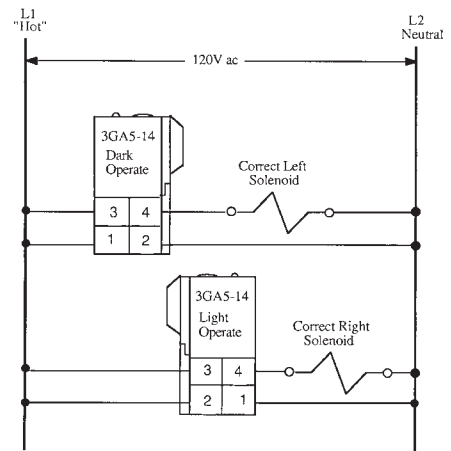 L1
"Hot"
L2
Neutral
120V ac
3GA5-14
Dark
Operate
Correct Left
Solenoid
3 4
1 2
3GA5-14
Light
Operate
Correct Right
Solenoid
3 4
2 1